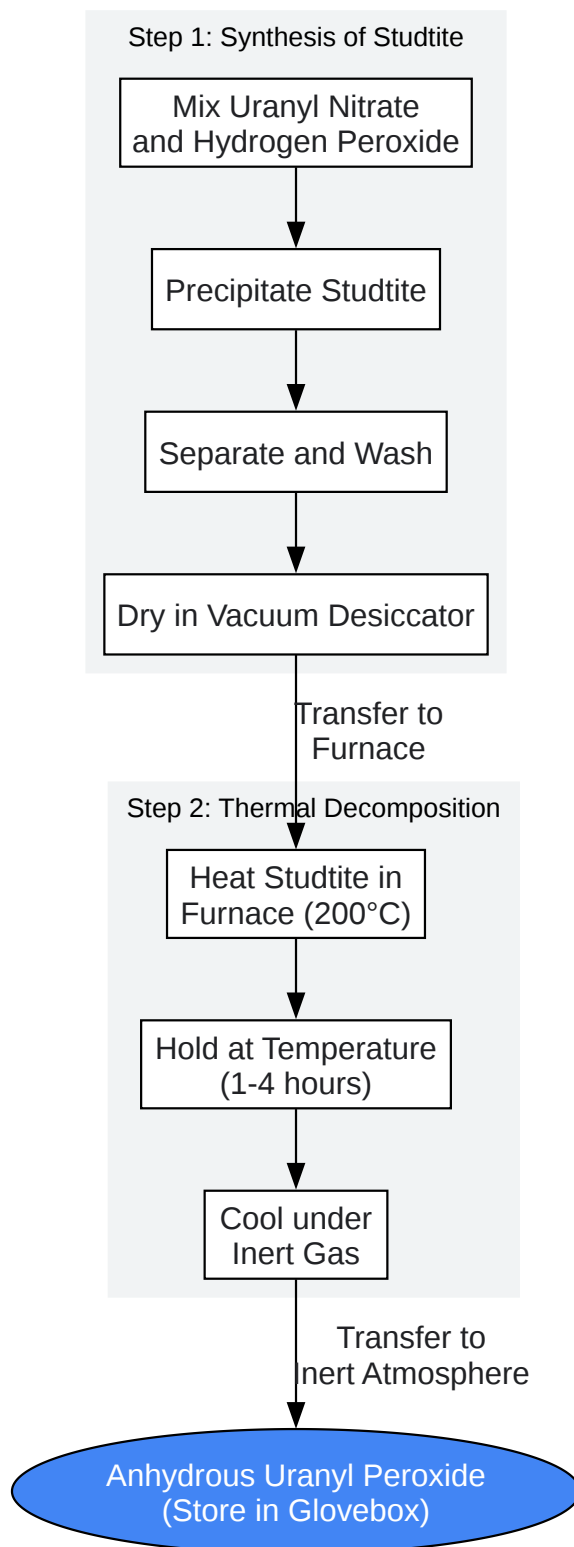 Step 1: Synthesis of Studtite
Mix Uranyl Nitrate
and Hydrogen Peroxide
Precipitate Studtite
Separate and Wash
Dry in Vacuum Desiccator
Transfer to
Furnace
Step 2: Thermal Decomposition
Heat Studtite in
Furnace (200°C)
Hold at Temperature
(1-4 hours)
Cool under
Inert Gas
Transfer to
Inert Atmosphere
Anhydrous Uranyl Peroxide
(Store in Glovebox)